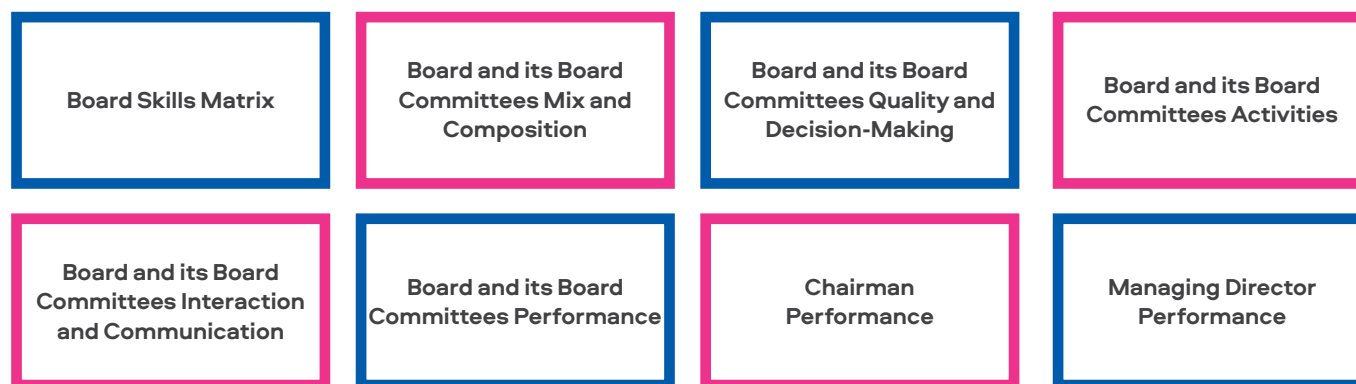 Board Skills Matrix
Board and its Board
Committees Mix and
Composition
Board and its Board
Committees Quality and
Decision-Making
Board and its Board
Committees Activities
Board and its Board
Committees Interaction
and Communication
Board and its Board
Committees Performance
Chairman
Performance
Managing Director
Performance